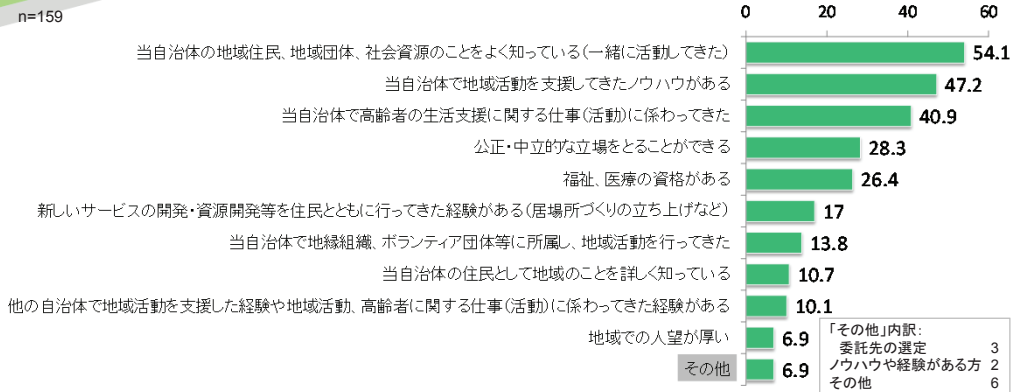 n=159
0 20 40 60
当自治体の地域住民、地域団体、社会資源のことをよく知っている(一緒に活動してきた) 54.1
当自治体で地域活動を支援してきたノウハウがある 47.2
当自治体で高齢者の生活支援に関する仕事(活動)に係わってきた 40.9
公正・中立的な立場をとることができる 28.3
福祉、医療の資格がある 26.4
新しいサービスの開発・資源開発等を住民とともに行ってきた経験がある(居場所づくりの立ち上げなど) 17
当自治体で地縁組織、ボランティア団体等に所属し、地域活動を行ってきた 13.8
当自治体の住民として地域のことを詳しく知っている 10.7
他の自治体で地域活動を支援した経験や地域活動、高齢者に関する仕事(活動)に係わってきた経験がある 10.1
地域での人望が厚い 6.9
その他 6.9
「その他」内訳:
委託先の選定 3
ノウハウや経験がある方 2
その他 6